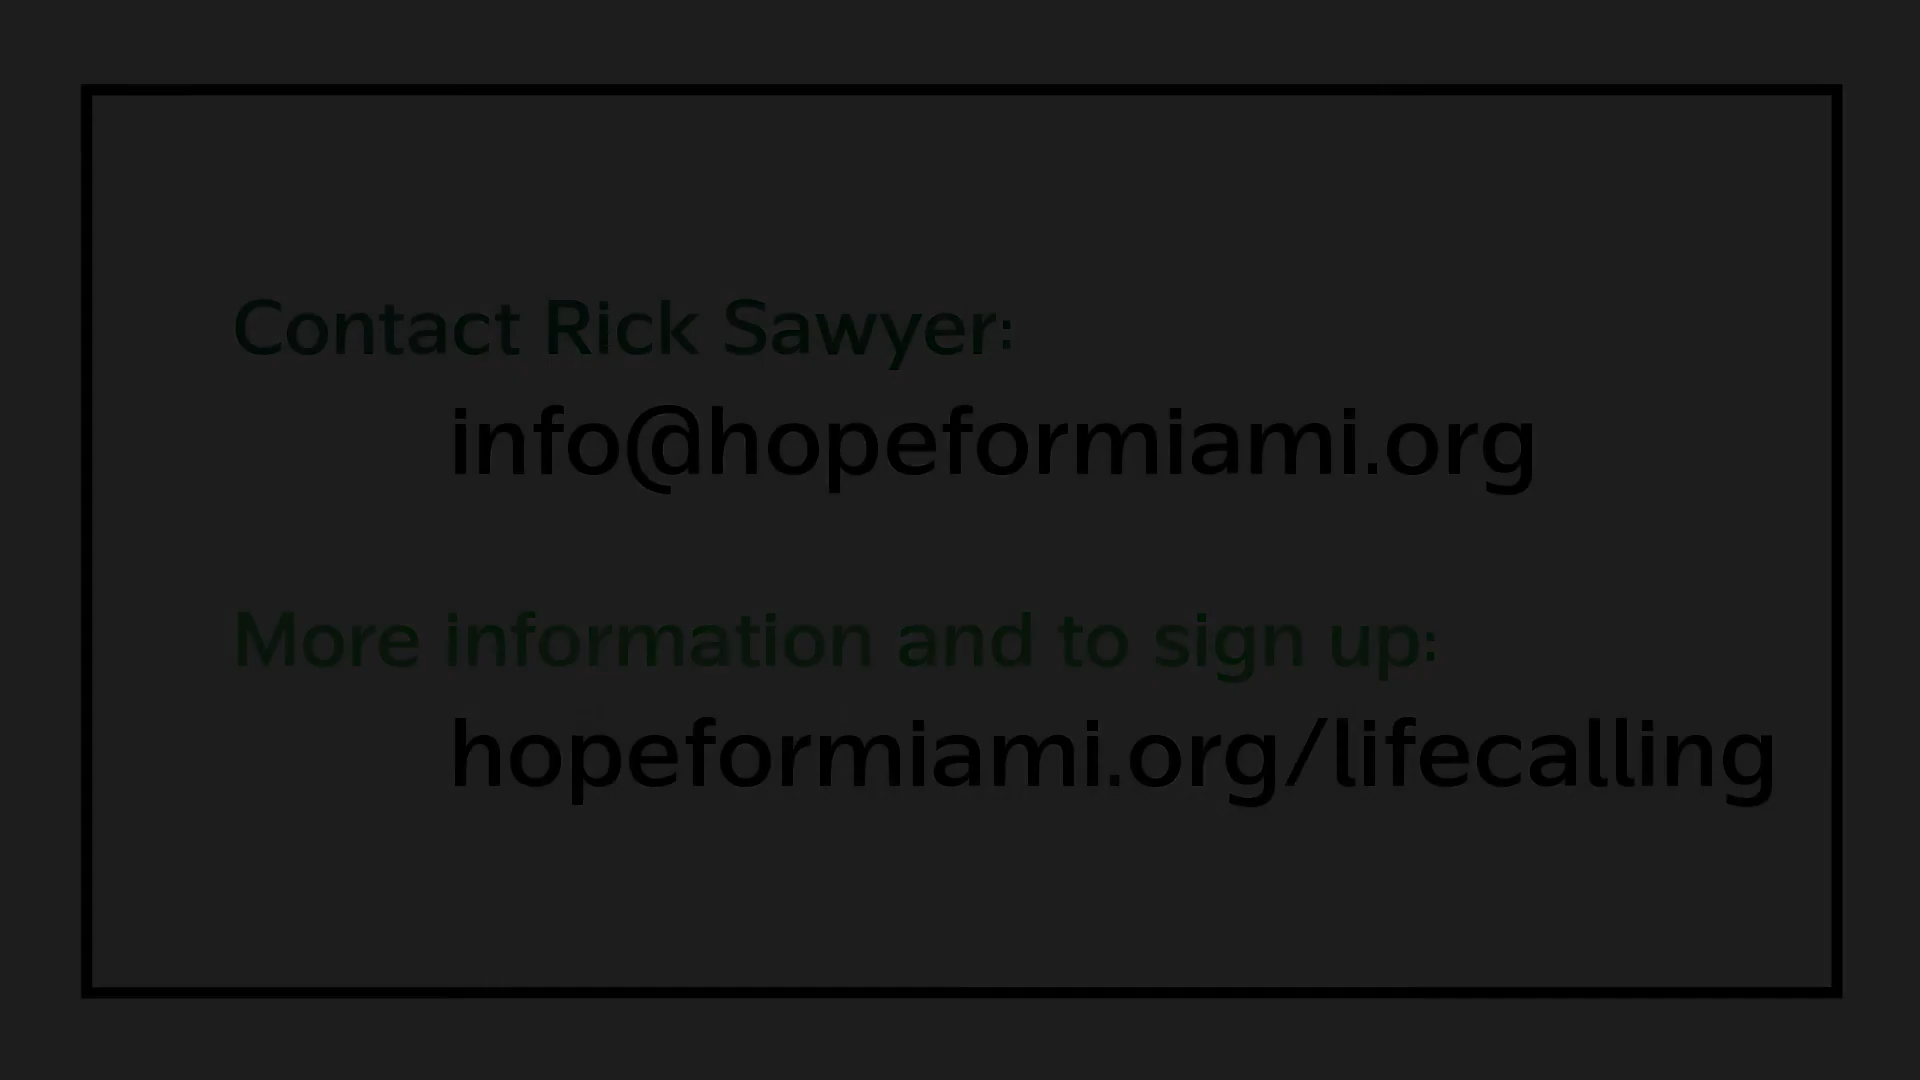 Contact Rick Sawyer:
info@hopeformiami.org
More information and to sign up:
hopeformiami.org/lifecalling